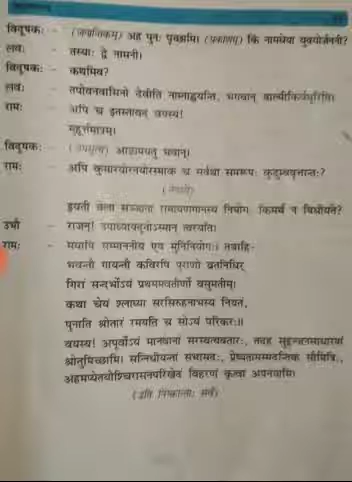 विदूषकः - (जनान्तिकम्) अहं पुनः पृच्छामि। (प्रकाशम्) किं नामधेया युवयोर्जननी?
लवः - तस्याः द्वे नामनी।
विदूषकः - कथमिव?
लवः - तपोवनवासिनो देवीति नाम्नाह्वयन्ति, भगवान् वाल्मीकिर्वधूरिति।
रामः - अपि च इतस्तावद् वयस्य!
मुहूर्त्तमात्रम्।
विदूषकः - (उपसृत्य) आज्ञापयतु भवान्।
रामः - अपि कुमारयोरनयोरस्माकं च सर्वथा समरूपः कुटुम्बवृत्तान्तः?
(नेपथ्ये)
इयती वेला सञ्जाता रामायणगानस्य नियोगः किमर्थं न विधीयते?
उभौ - राजन्! उपाध्यायदूतोऽस्मान् त्वरयति।
रामः - मयापि सम्माननीय एव मुनिनियोगः। तथाहि-
भवन्तौ गायन्तौ कविरपि पुराणो व्रतनिधिर्
गिरां सन्दर्भोऽयं प्रथममवतीर्णो वसुमतीम्।
कथा चेयं श्लाघ्या सरसिरुहनाभस्य नियतं,
पुनाति श्रोतारं रमयति च सोऽयं परिकरः॥
वयस्य! अपूर्वोऽयं मानवानां सरस्वत्यवतारः, तदहं सुहृज्जनसाधारणं
श्रोतुमिच्छामि। सन्निधीयन्तां सभासदः, प्रेष्यतामस्मदन्तिकं सौमित्रिः,
अहमप्येतयोश्चिरासनपरिखेदं विहरणं कृत्वा अपनयामि।
(इति निष्क्रान्ताः सर्वे)